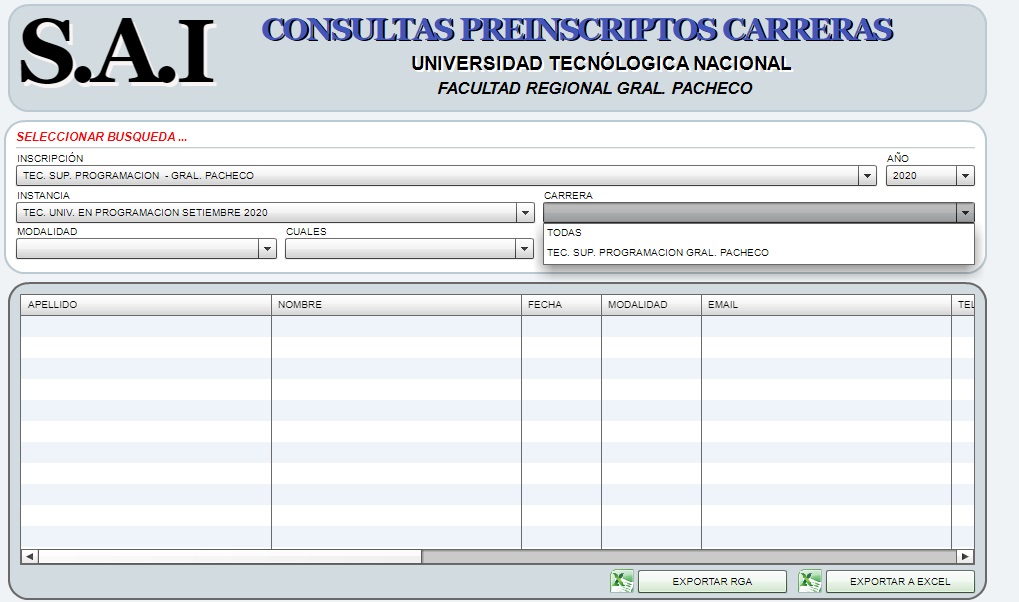 S.A.I
CONSULTAS PREINSCRIPTOS CARRERAS
UNIVERSIDAD TECNÓLOGICA NACIONAL
FACULTAD REGIONAL GRAL. PACHECO
SELECCIONAR BUSQUEDA ...
INSCRIPCIÓN
AÑO
TEC. SUP. PROGRAMACION - GRAL. PACHECO
2020
INSTANCIA
CARRERA
TEC. UNIV. EN PROGRAMACION SETIEMBRE 2020
MODALIDAD
CUALES
TODAS
TEC. SUP. PROGRAMACION GRAL. PACHECO
APELLIDO NOMBRE FECHA MODALIDAD EMAIL TEL
EXPORTAR RGA
EXPORTAR A EXCEL